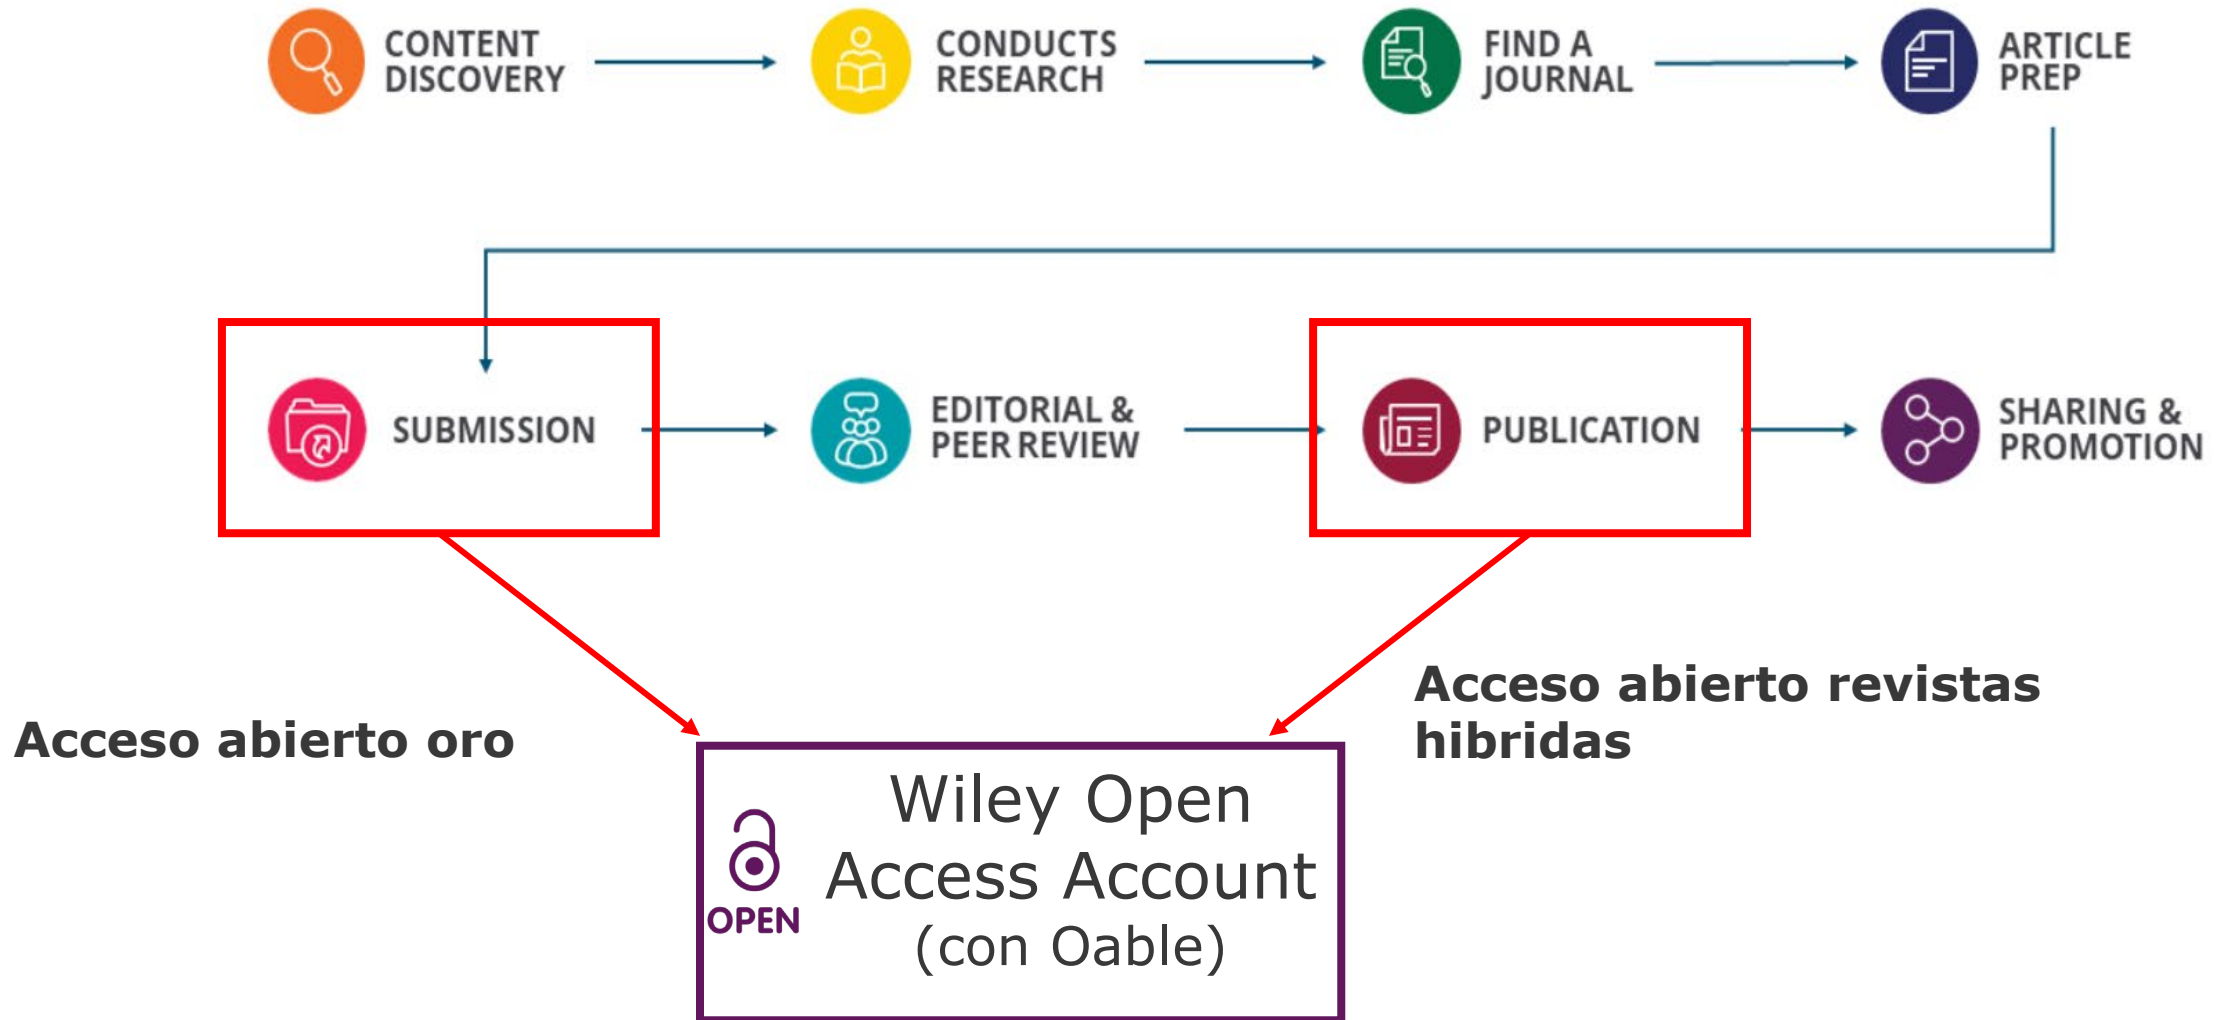 CONTENT
DISCOVERY
CONDUCTS
RESEARCH
FIND A
JOURNAL
ARTICLE
PREP
SUBMISSION
EDITORIAL &
PEER REVIEW
PUBLICATION
SHARING &
PROMOTION
Acceso abierto oro
Acceso abierto revistas
hibridas
Wiley Open
Access Account
(con Oable)
OPEN